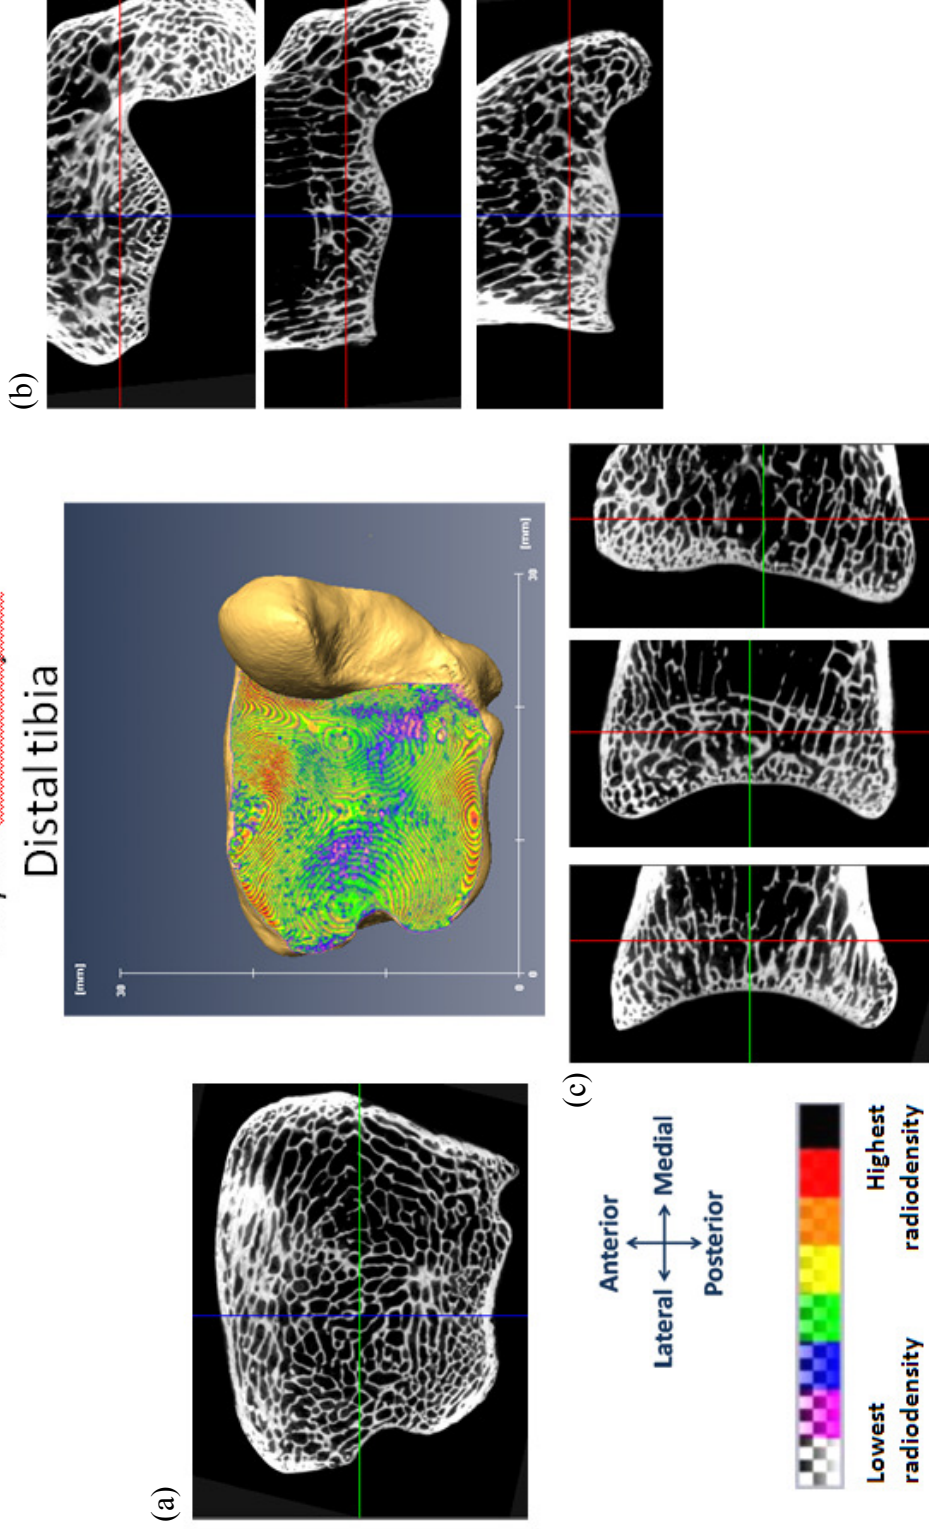 Distal tibia
(a)
(b)
[mm]
30
0
0
30
[mm]
Anterior
Lateral
Medial
Posterior
(c)
Lowest
radiodensity
Highest
radiodensity